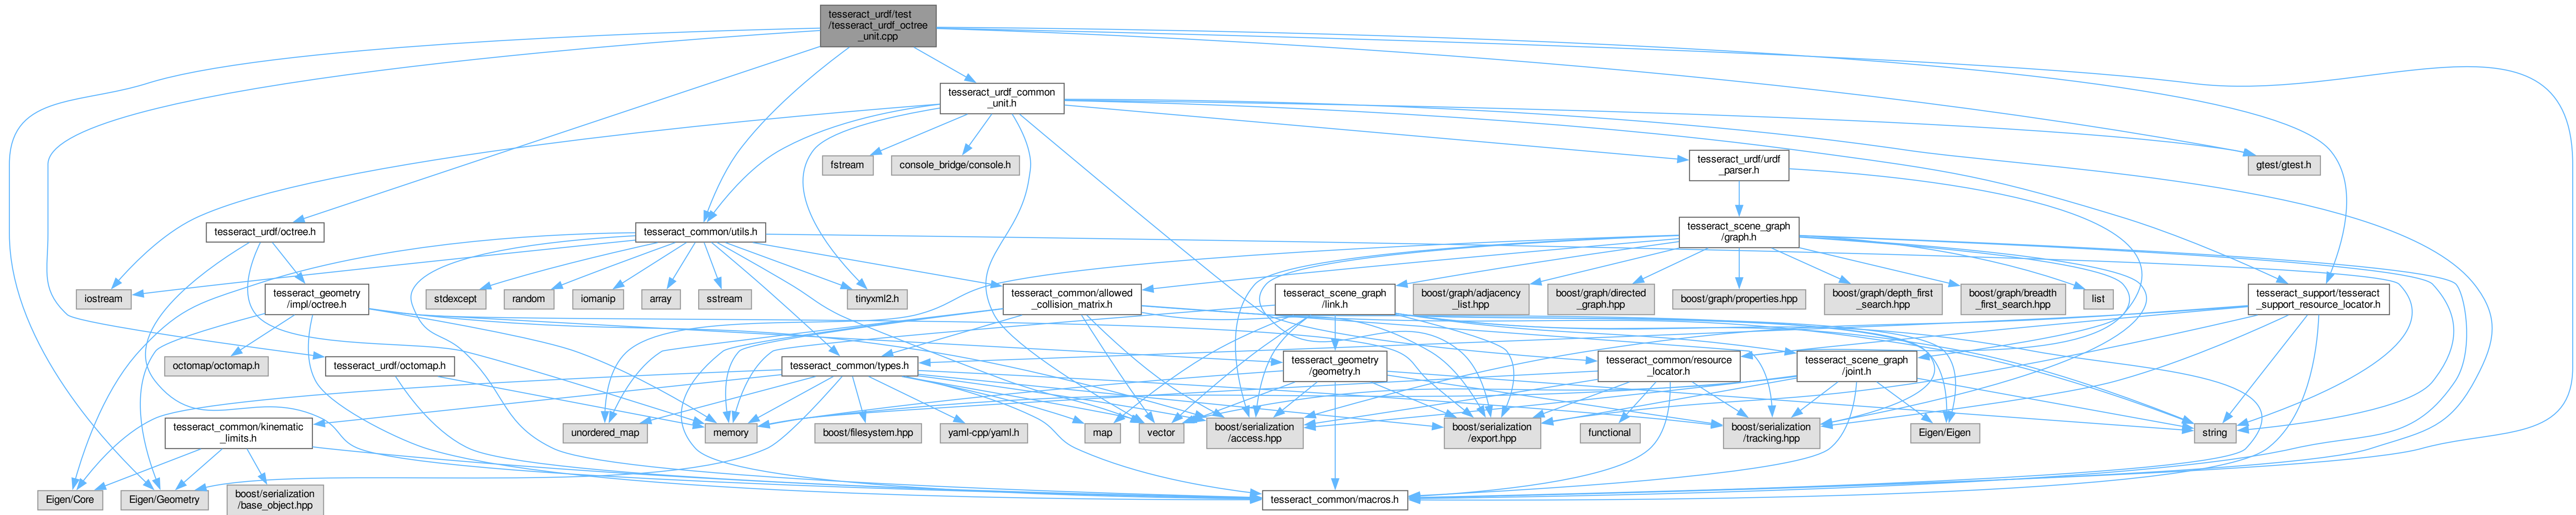 tesseract_urdf/test
/tesseract_urdf_octree
_unit.cpp
tesseract_urdf_common
_unit.h
fstream
console_bridge/console.h
tesseract_urdf/urdf
_parser.h
gtest/gtest.h
tesseract_urdf/octree.h
tesseract_common/utils.h
tesseract_scene_graph
/graph.h
iostream
tesseract_geometry
/impl/octree.h
stdexcept
random
iomanip
array
sstream
tinyxml2.h
tesseract_common/allowed
_collision_matrix.h
tesseract_scene_graph
/link.h
boost/graph/adjacency
_list.hpp
boost/graph/directed
_graph.hpp
boost/graph/properties.hpp
boost/graph/depth_first
_search.hpp
boost/graph/breadth
_first_search.hpp
list
tesseract_support/tesseract
_support_resource_locator.h
octomap/octomap.h
tesseract_urdf/octomap.h
tesseract_common/types.h
tesseract_geometry
/geometry.h
tesseract_common/resource
_locator.h
tesseract_scene_graph
/joint.h
tesseract_common/kinematic
_limits.h
unordered_map
memory
boost/filesystem.hpp
yaml-cpp/yaml.h
map
vector
boost/serialization
/access.hpp
boost/serialization
/export.hpp
functional
boost/serialization
/tracking.hpp
Eigen/Eigen
string
Eigen/Core
Eigen/Geometry
boost/serialization
/base_object.hpp
tesseract_common/macros.h